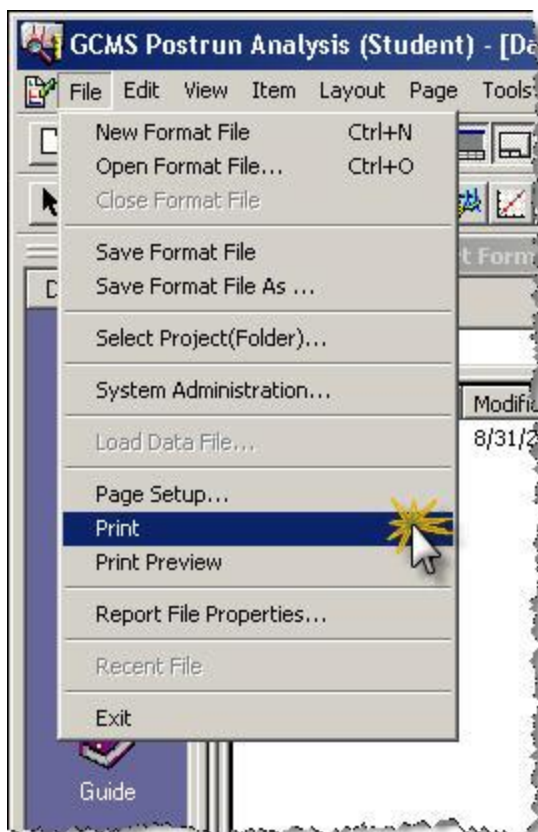 GCMS Postrun Analysis (Student) - [Da
File Edit View Item Layout Page Tools
New Format File Ctrl+N
Open Format File... Ctrl+O
Close Format File
Save Format File
Save Format File As ...
t Form
D
Select Project(Folder)...
System Administration...
Modifie
Load Data File...
8/31/2
Page Setup...
Print
Print Preview
Report File Properties...
Recent File
Exit
Guide